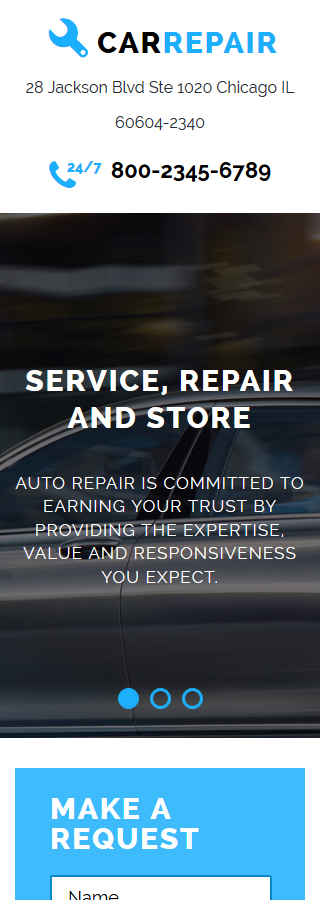 CARREPAIR
28 Jackson Blvd Ste 1020 Chicago IL
60604-2340
24/7 800-2345-6789
SERVICE, REPAIR
AND STORE
AUTO REPAIR IS COMMITTED TO
EARNING YOUR TRUST BY
PROVIDING THE EXPERTISE,
VALUE AND RESPONSIVENESS
YOU EXPECT.
MAKE A
REQUEST
Name